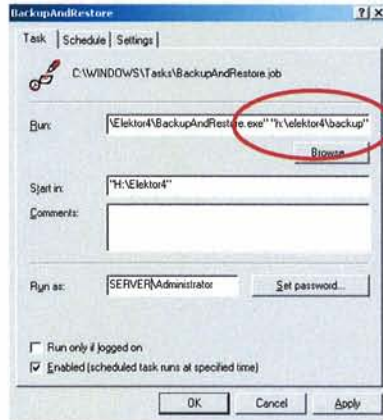 BackupAndRestore
Task Schedule Settings
C:\WINDOWS\Tasks\BackupAndRestore.job
Run: \Elektor4\BackupAndRestore.exe" "h:\elektor4\backup"
Browse...
Start in: "H:\Elektor4"
Comments:
Run as: SERVER\Administrator Set password...
Run only if logged on
Enabled (scheduled task runs at specified time)
OK Cancel Apply